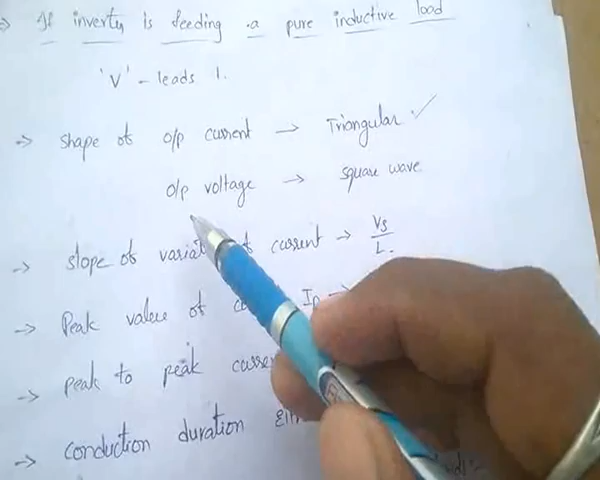 => If inverter is feeding a pure inductive load
'V' - leads I.
-> shape of o/p current -> Triangular ✓
o/p voltage -> square wave
-> slope of current -> Vs/L.
-> Peak value of Ip ->
-> peak to peak
-> conduction duration